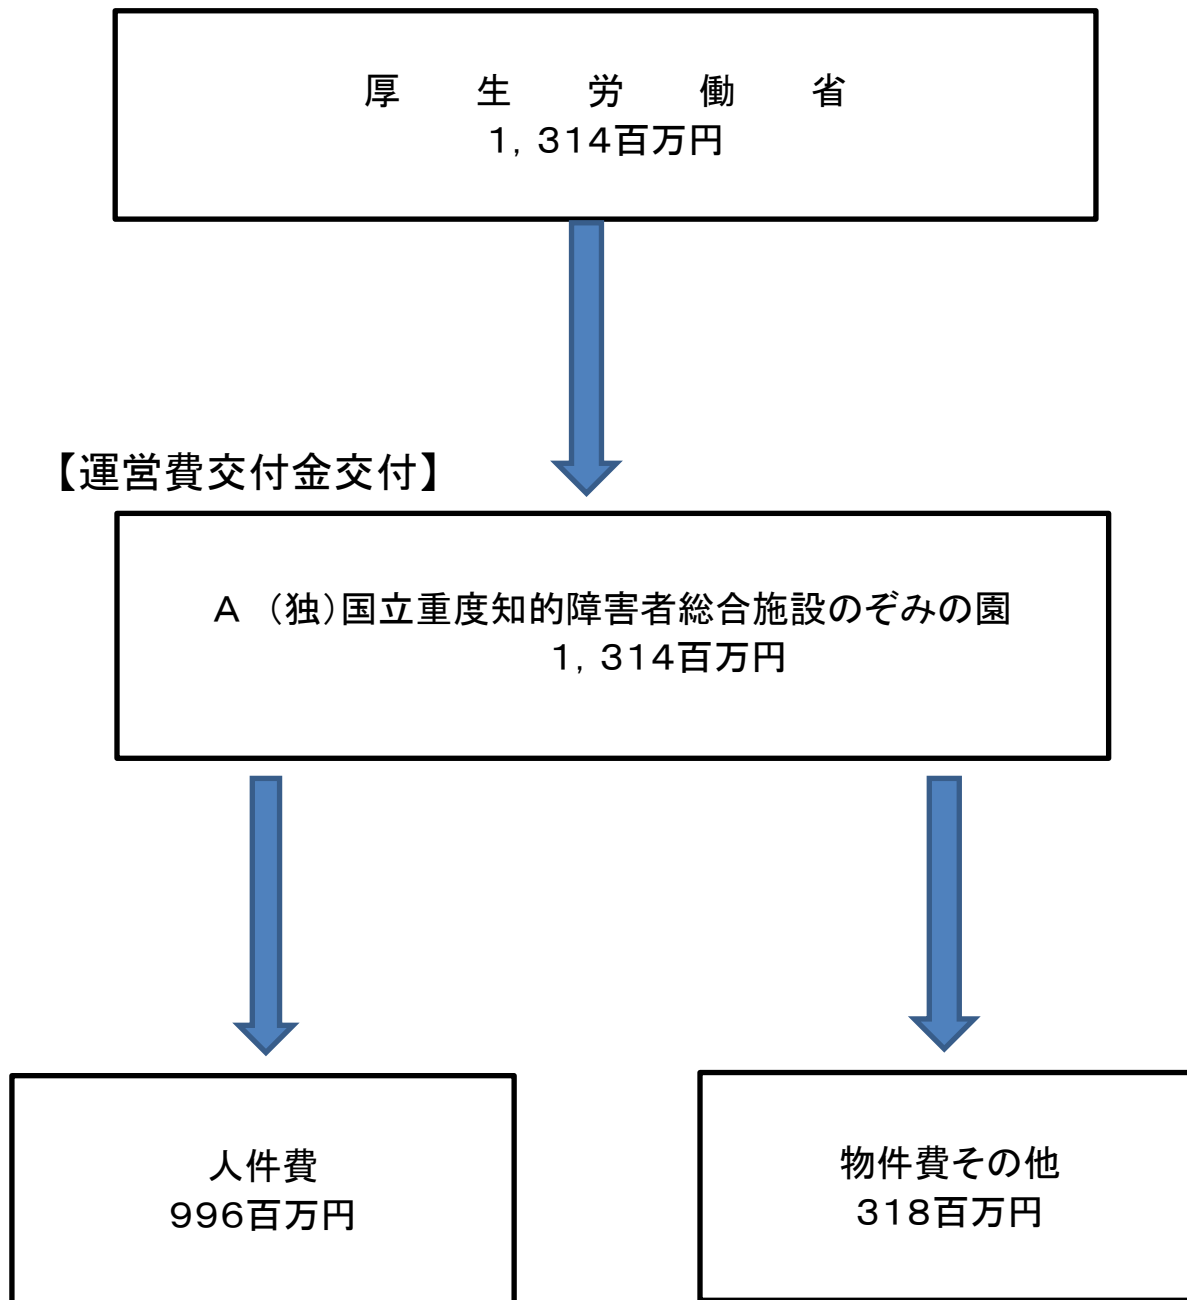 厚　生　労　働　省
１，３１４百万円
【運営費交付金交付】
Ａ　（独）国立重度知的障害者総合施設のぞみの園
１，３１４百万円
人件費
９９６百万円
物件費その他
３１８百万円